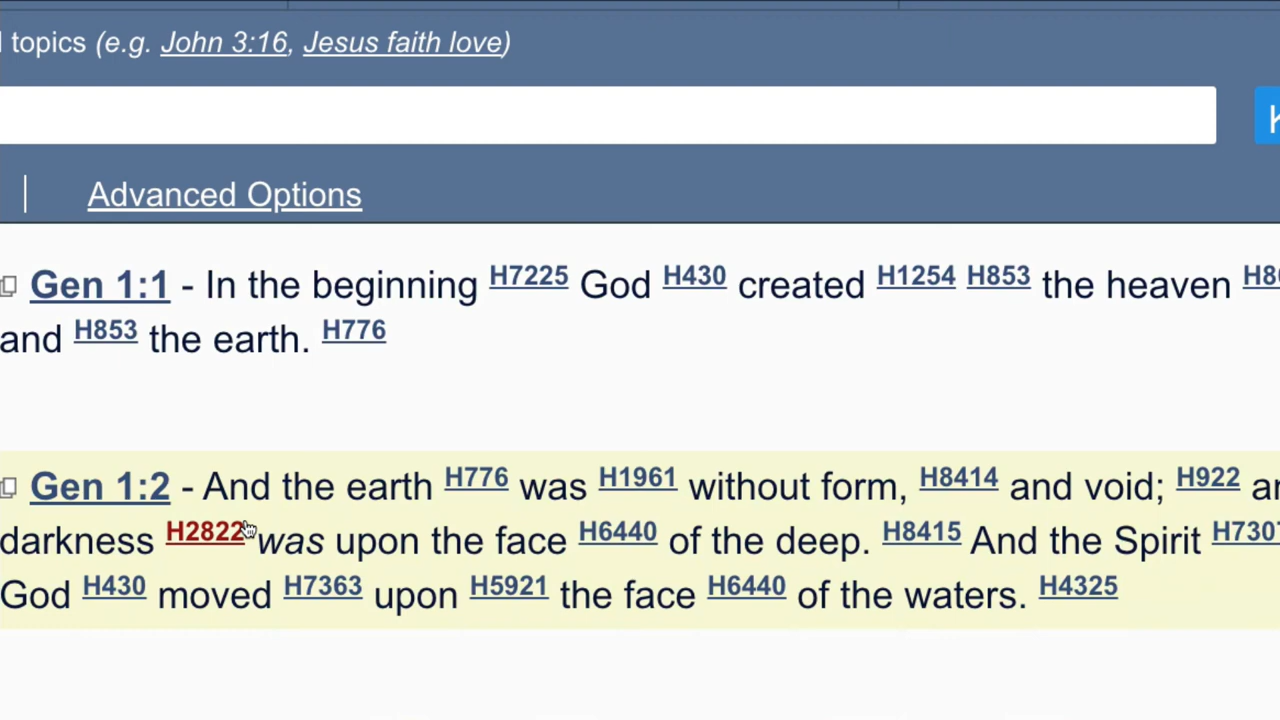 topics (e.g. John 3:16, Jesus faith love)
| Advanced Options
Gen 1:1 - In the beginning H7225 God H430 created H1254 H853 the heaven
and H853 the earth. H776
Gen 1:2 - And the earth H776 was H1961 without form, H8414 and void; H922
darkness H2822 was upon the face H6440 of the deep. H8415 And the Spirit
God H430 moved H7363 upon H5921 the face H6440 of the waters. H4325